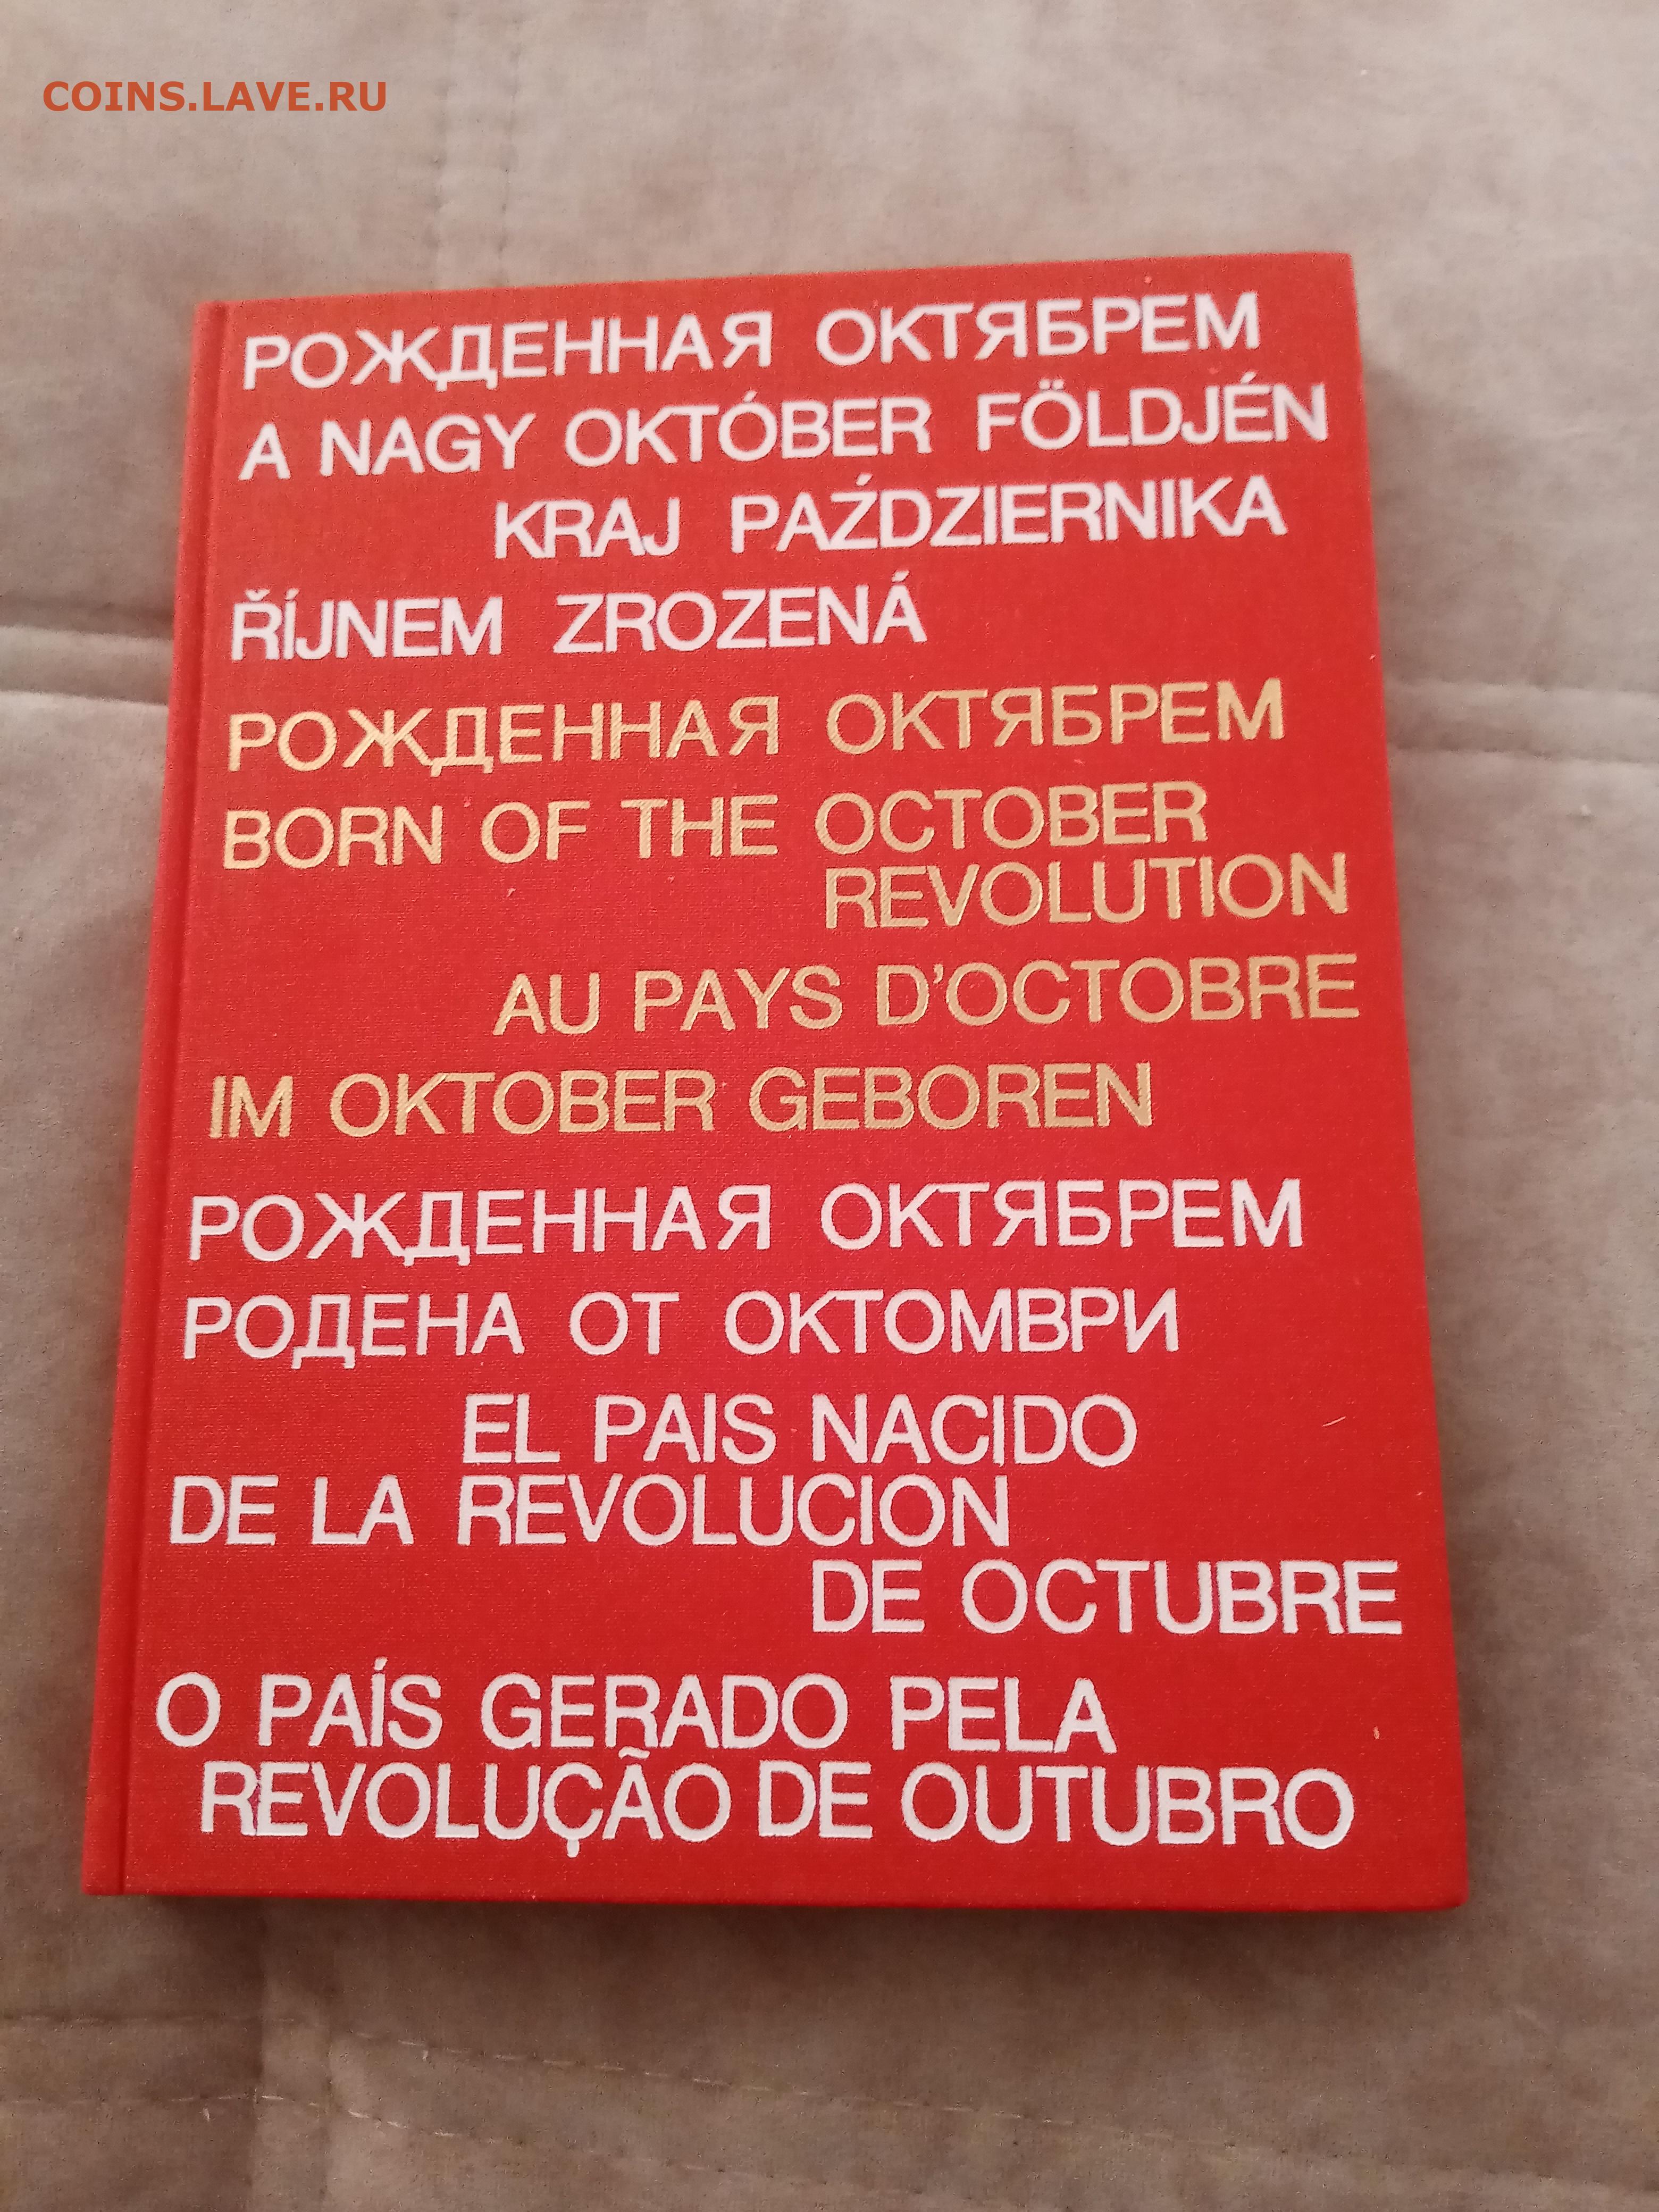 COINS.LAVE.RU
РОЖДЕННАЯ ОКТЯБРЕМ
A NAGY OKTÓBER FÖLDJÉN
KRAJ PAŹDZIERNIKA
ŘÍJNEM ZROZENÁ
РОЖДЕННАЯ ОКТЯБРЕМ
BORN OF THE OCTOBER
REVOLUTION
AU PAYS D'OCTOBRE
IM OKTOBER GEBOREN
РОЖДЕННАЯ ОКТЯБРЕМ
РОДЕНА ОТ ОКТОМВРИ
EL PAIS NACIDO
DE LA REVOLUCION
DE OCTUBRE
O PAÍS GERADO PELA
REVOLUÇÃO DE OUTUBRO